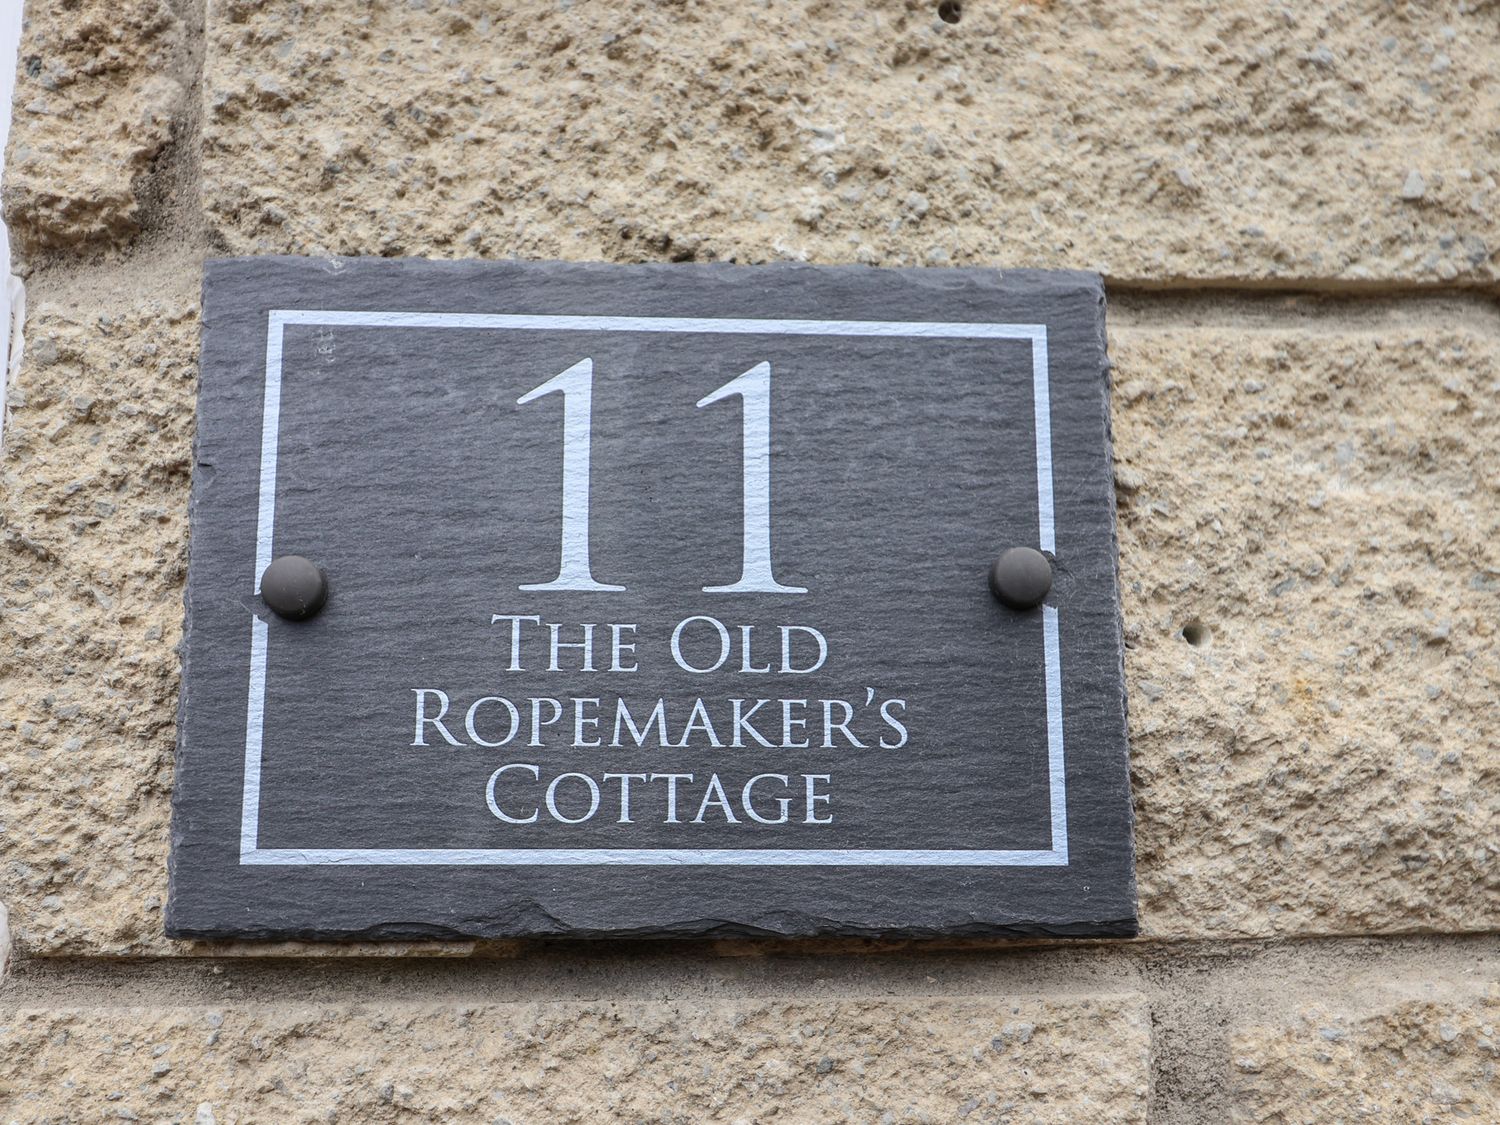 11
The Old
Ropemaker's
Cottage